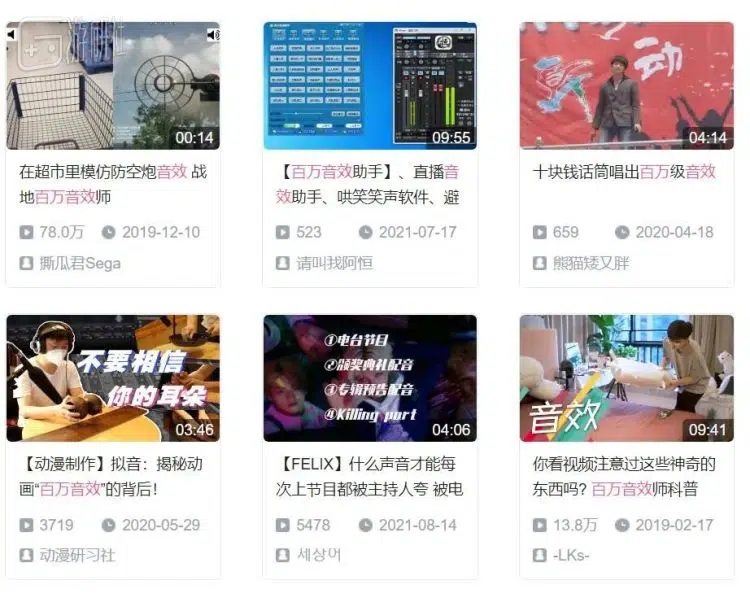 游研社
00:14
在超市里模仿防空炮音效 战
地百万音效师
78.0万 2019-12-10
撕瓜君Sega
09:55
【百万音效助手】、直播音
效助手、哄笑笑声软件、避
523 2021-07-17
请叫我阿恒
动
04:14
十块钱话筒唱出百万级音效
659 2020-04-18
熊猫矮又胖
不要相信
你的耳朵
03:46
【动漫制作】拟音：揭秘动
画“百万音效”的背后！
3719 2020-05-29
动漫研习社
①电台节目
②颁奖典礼配音
③专辑预告配音
④Killing part
04:06
【FELIX】什么声音才能每
次上节目都被主持人夸 被电
5478 2021-08-14
세상어
音效
09:41
你看视频注意过这些神奇的
东西吗? 百万音效师科普
13.8万 2019-02-17
-LKs-